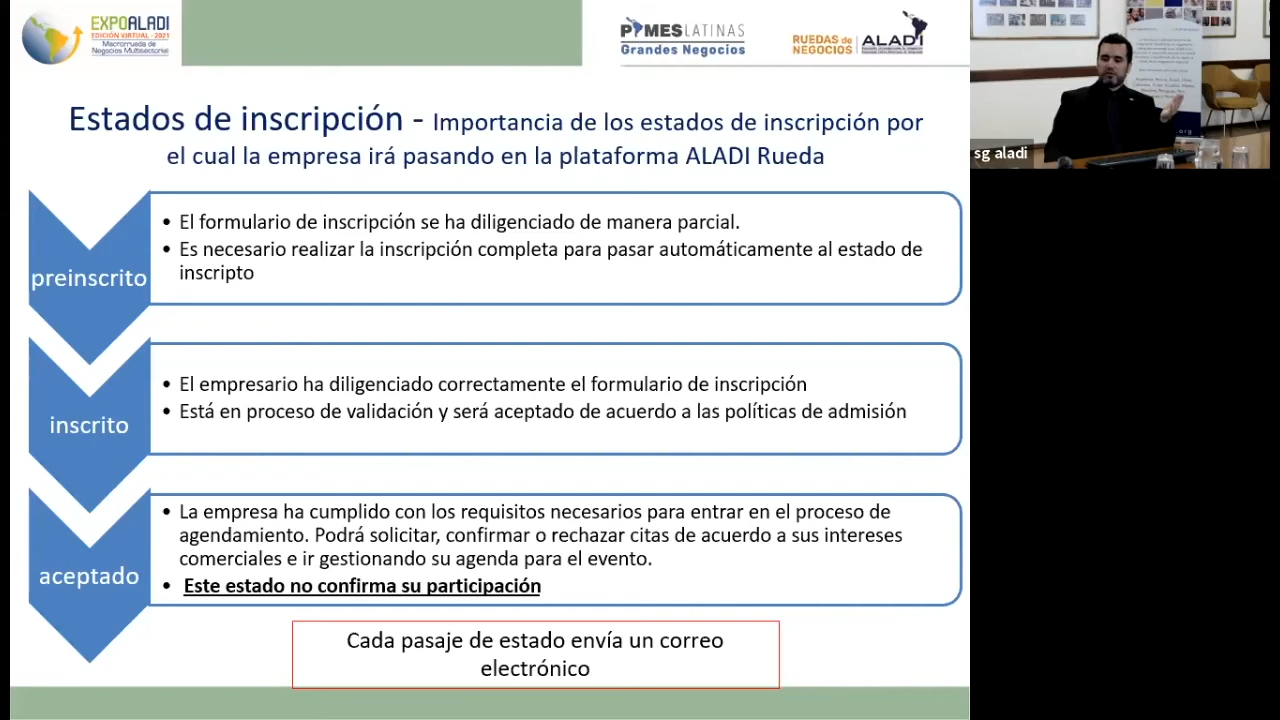 EXPOALADI
EDICIÓN VIRTUAL - 2021
Macrorrueda de
Negocios Multisectorial
PYMESLATINAS
Grandes Negocios
RUEDAS de
NEGOCIOS
ALADI
sg aladi
.org
Estados de inscripción - Importancia de los estados de inscripción por
el cual la empresa irá pasando en la plataforma ALADI Rueda
preinscrito
• El formulario de inscripción se ha diligenciado de manera parcial.
• Es necesario realizar la inscripción completa para pasar automáticamente al estado de
inscripto
inscrito
• El empresario ha diligenciado correctamente el formulario de inscripción
• Está en proceso de validación y será aceptado de acuerdo a las políticas de admisión
aceptado
• La empresa ha cumplido con los requisitos necesarios para entrar en el proceso de
agendamiento. Podrá solicitar, confirmar o rechazar citas de acuerdo a sus intereses
comerciales e ir gestionando su agenda para el evento.
• Este estado no confirma su participación
Cada pasaje de estado envía un correo
electrónico